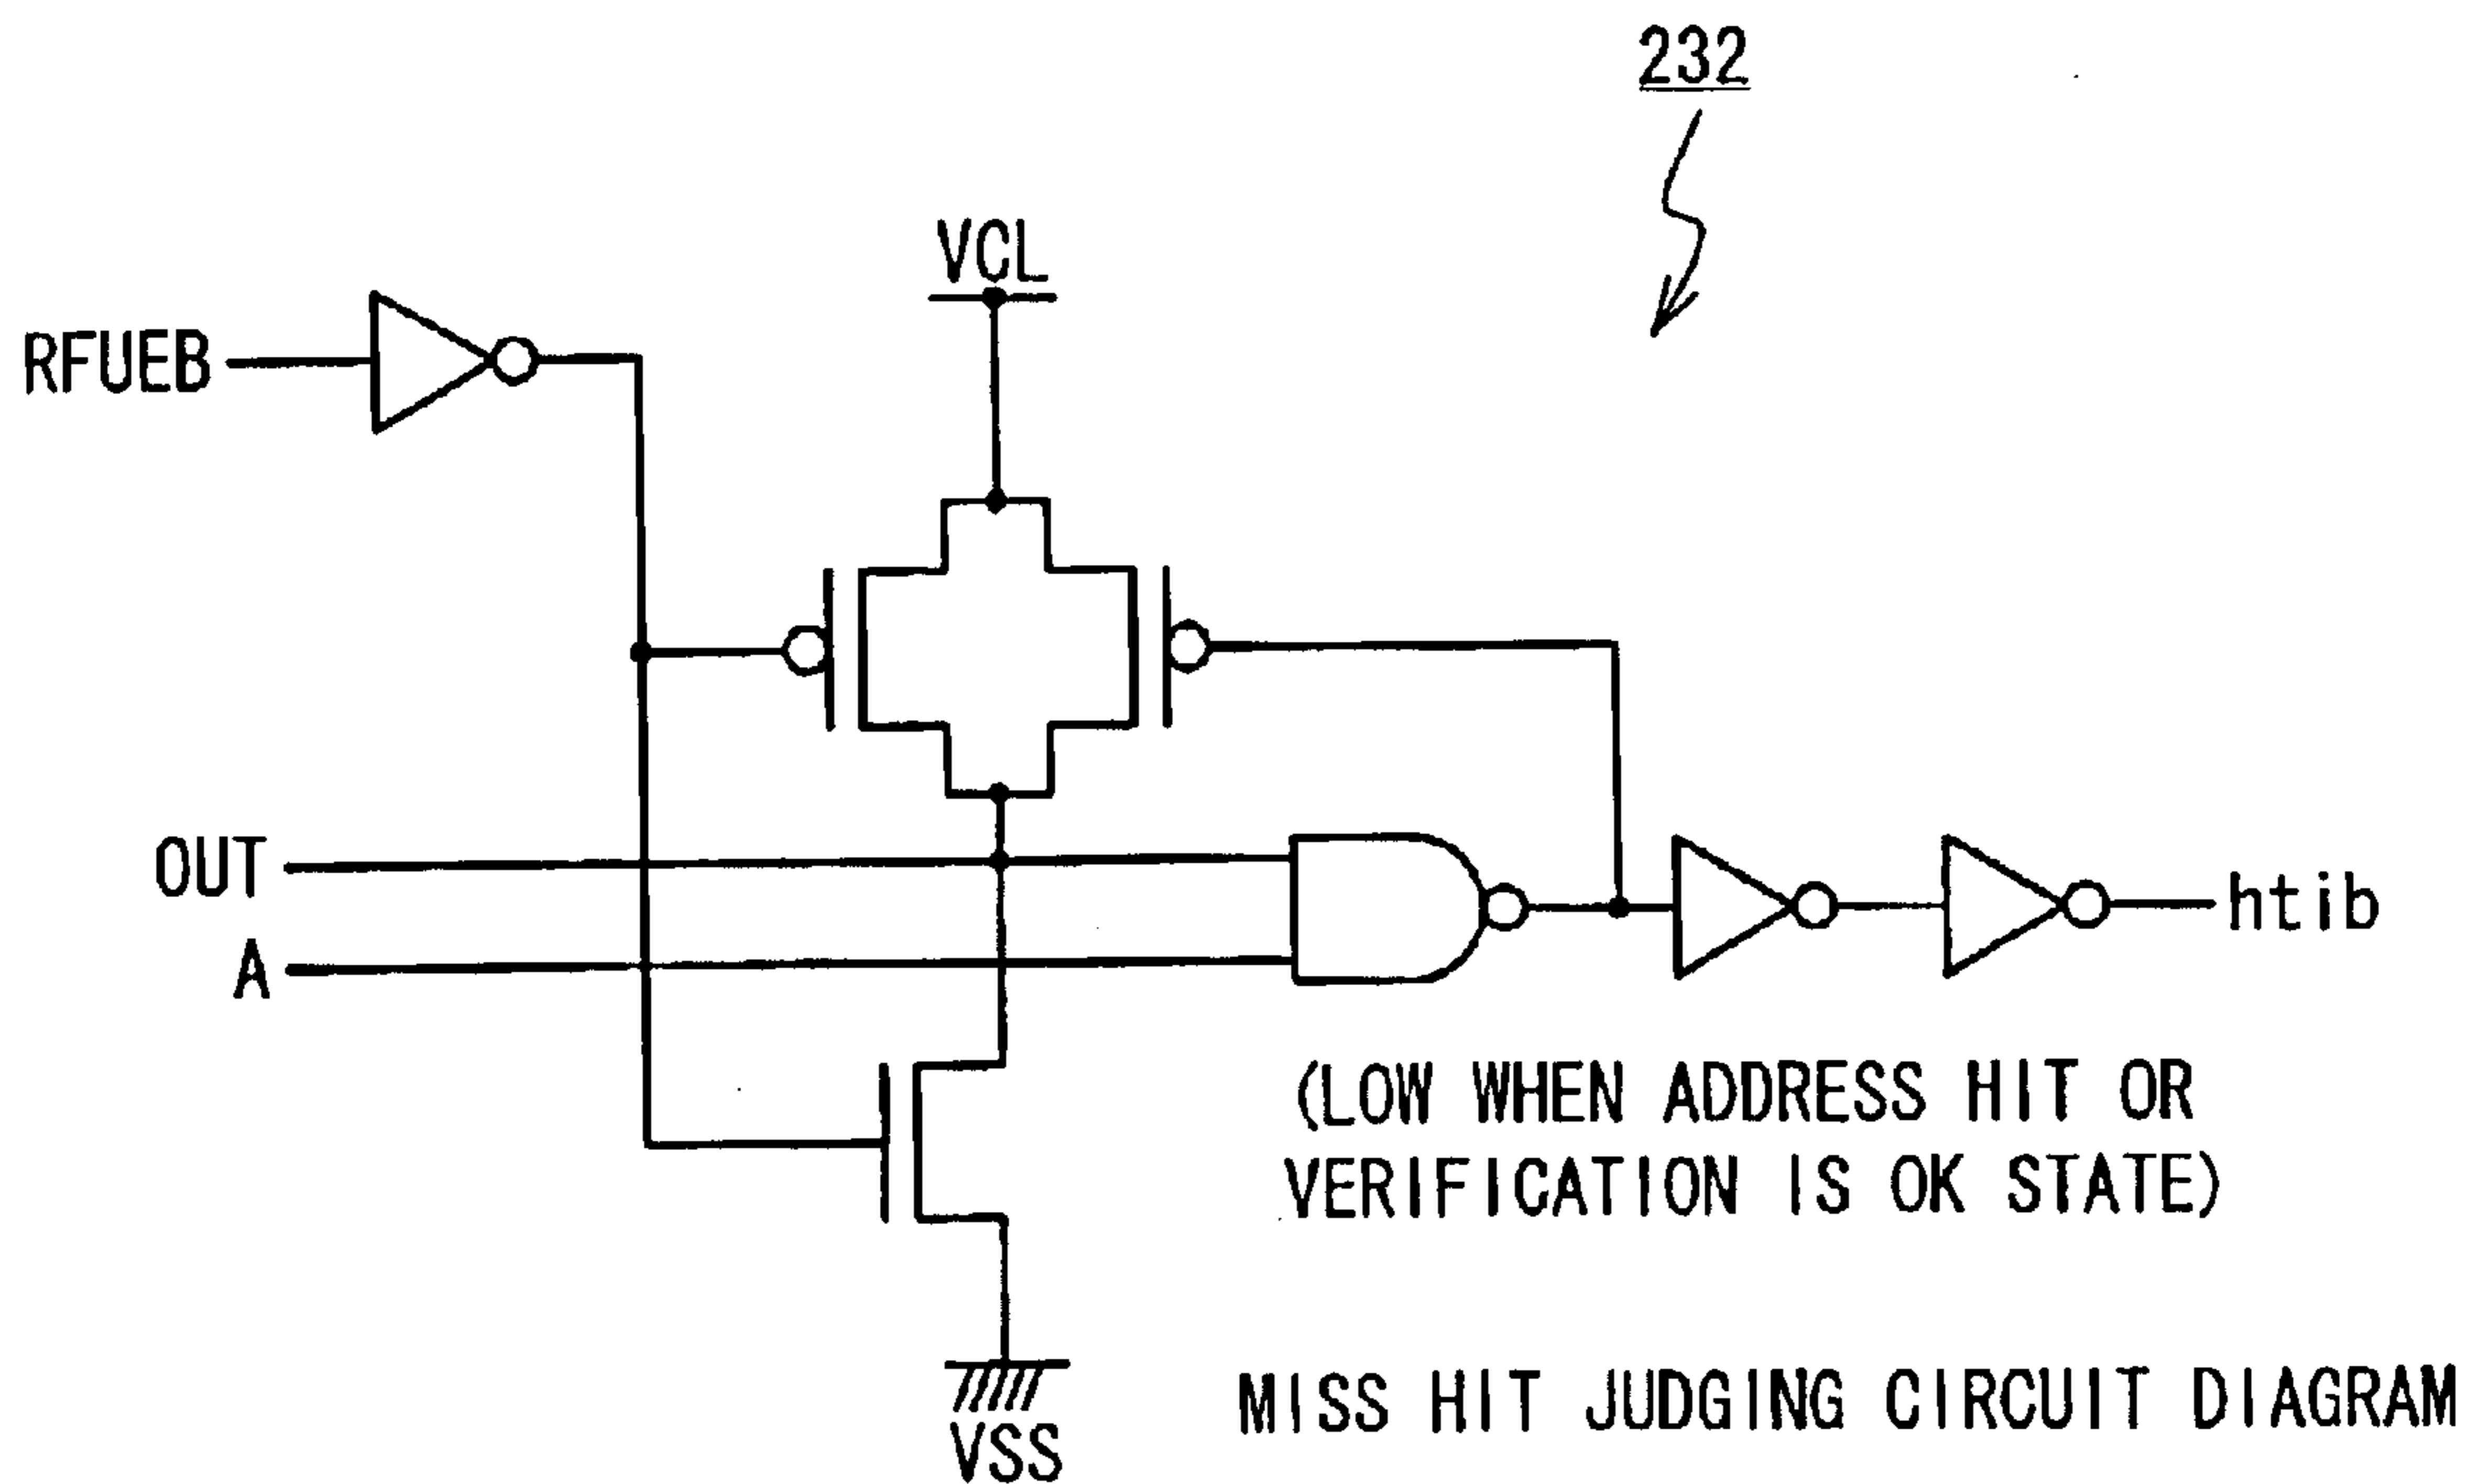 232
VCL
RFUEB
OUT
A
htib
(LOW WHEN ADDRESS HIT OR
VERIFICATION IS OK STATE)
MISS HIT JUDGING CIRCUIT DIAGRAM
VSS